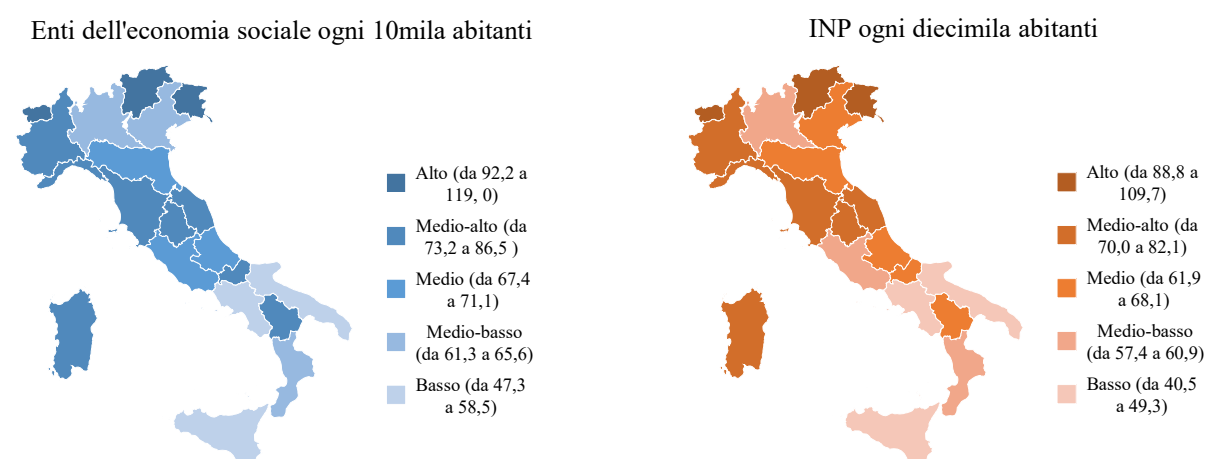 Enti dell'economia sociale ogni 10mila abitanti
Alto (da 92,2 a
119, 0)
Medio-alto (da
73,2 a 86,5 )
Medio (da 67,4
a 71,1)
Medio-basso
(da 61,3 a 65,6)
Basso (da 47,3
a 58,5)
INP ogni diecimila abitanti
Alto (da 88,8 a
109,7)
Medio-alto (da
70,0 a 82,1)
Medio (da 61,9
a 68,1)
Medio-basso
(da 57,4 a 60,9)
Basso (da 40,5
a 49,3)